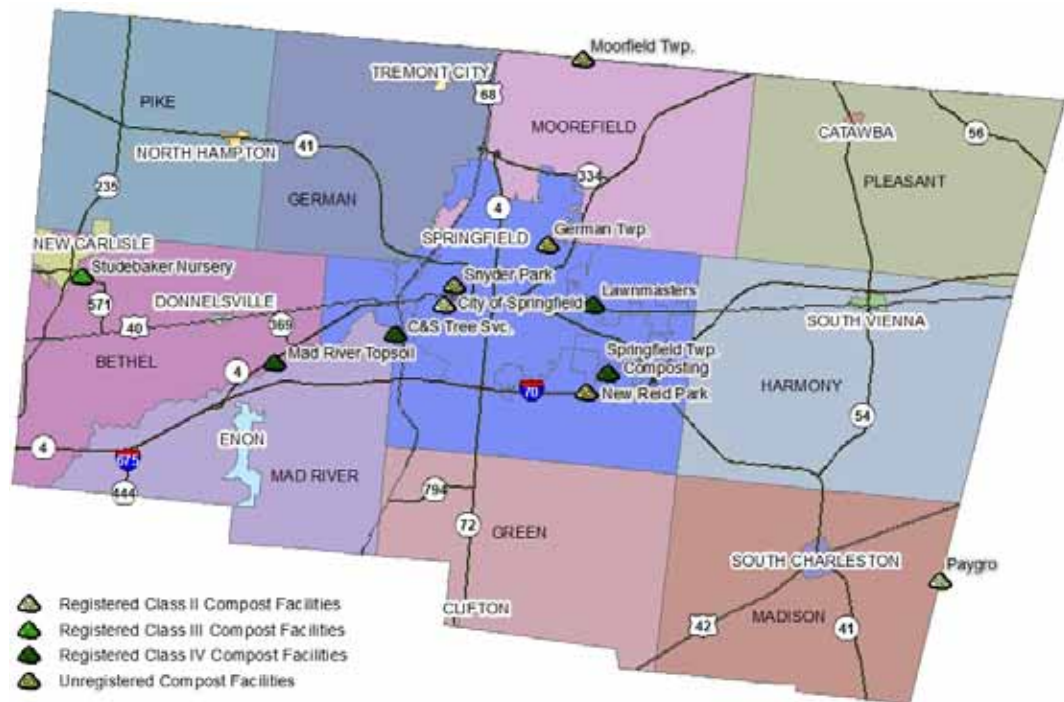 Moorfield Twp.
TREMONT CITY
68
PIKE
MOOREFIELD
CATAWBA
56
NORTH HAMPTON
41
334
PLEASANT
235
GERMAN
4
NEW CARLISLE
SPRINGFIELD
German Twp.
Studebaker Nursery
Snyder Park
571
DONNELSVILLE
City of Springfield
Lawnmasters
40
369
SOUTH VIENNA
C&S Tree Svc.
BETHEL
Mad River Topsoil
Springfield Twp.
Composting
4
70
New Reid Park
HARMONY
54
4
ENON
675
MAD RIVER
444
794
72
GREEN
SOUTH CHARLESTON
Paygro
CLIFTON
MADISON
42
41
Registered Class II Compost Facilities
Registered Class III Compost Facilities
Registered Class IV Compost Facilities
Unregistered Compost Facilities